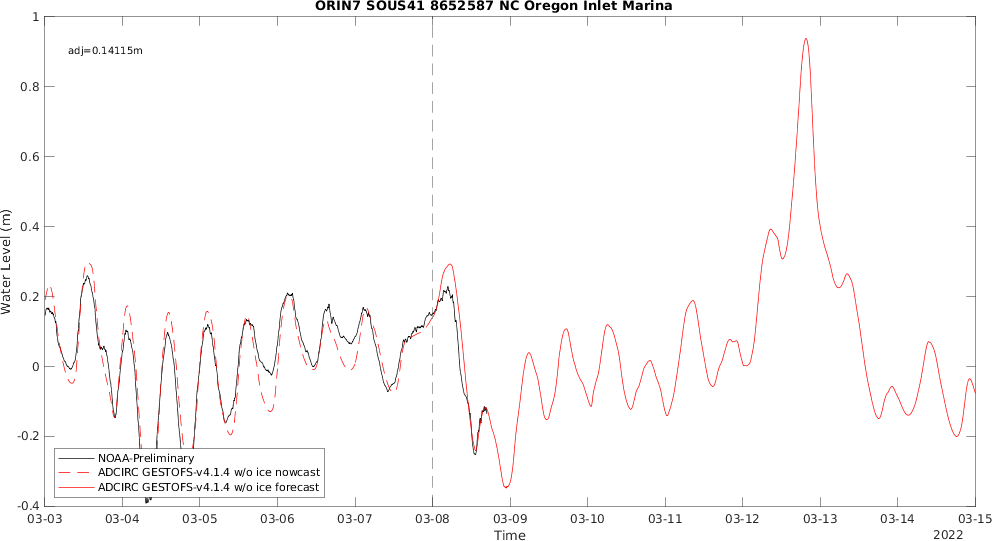 ORIN7 SOUS41 8652587 NC Oregon Inlet Marina
adj=0.14115m
Water Level (m)
1
0.8
0.6
0.4
0.2
0
-0.2
-0.4
NOAA-Preliminary
ADCIRC GESTOFS-v4.1.4 w/o ice nowcast
ADCIRC GESTOFS-v4.1.4 w/o ice forecast
03-03 03-04 03-05 03-06 03-07 03-08 03-09 03-10 03-11 03-12 03-13 03-14 03-15
Time
2022